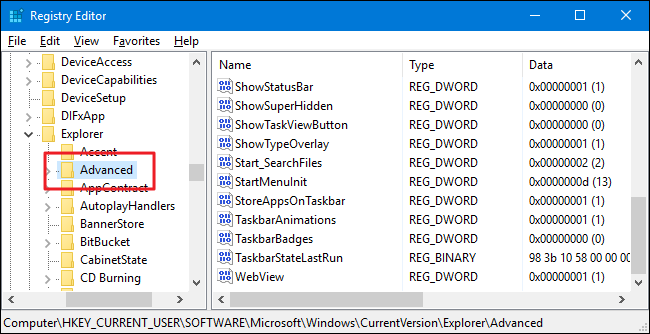 Registry Editor
File Edit View Favorites Help
DeviceAccess
DeviceCapabilities
DeviceSetup
DIFxApp
Explorer
Accent
Advanced
AppContract
AutoplayHandlers
BannerStore
BitBucket
CabinetState
CD Burning
Name Type Data
ShowStatusBar REG_DWORD 0x00000001 (1)
ShowSuperHidden REG_DWORD 0x00000000 (0)
ShowTaskViewButton REG_DWORD 0x00000000 (0)
ShowTypeOverlay REG_DWORD 0x00000001 (1)
Start_SearchFiles REG_DWORD 0x00000002 (2)
StartMenuInit REG_DWORD 0x0000000d (13)
StoreAppsOnTaskbar REG_DWORD 0x00000001 (1)
TaskbarAnimations REG_DWORD 0x00000001 (1)
TaskbarBadges REG_DWORD 0x00000000 (0)
TaskbarStateLastRun REG_BINARY 98 3b 10 58 00 00 00
WebView REG_DWORD 0x00000001 (1)
Computer\HKEY_CURRENT_USER\SOFTWARE\Microsoft\Windows\CurrentVersion\Explorer\Advanced